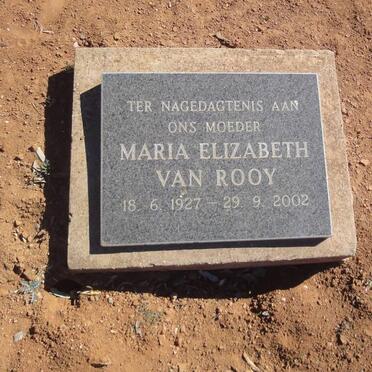 TER NAGEDAGTENIS AAN
ONS MOEDER
MARIA ELIZABETH
VAN ROOY
18. 6. 1927 – 29. 9. 2002